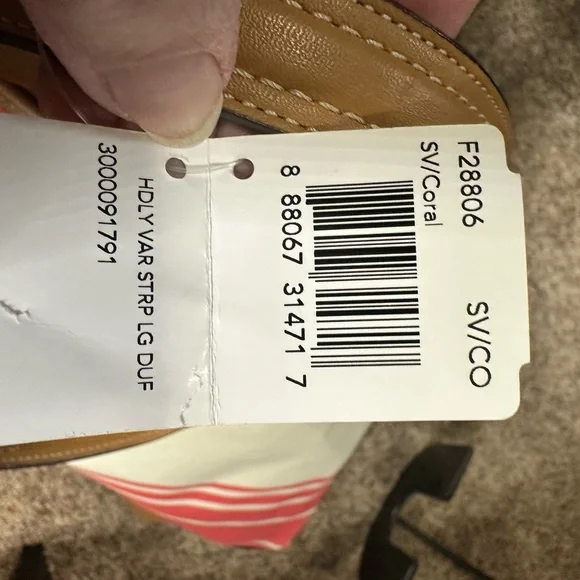 F28806
SV/CO
SV/Coral
8 88067 31471 7
HDLY VAR STRP LG DUF
3000091791